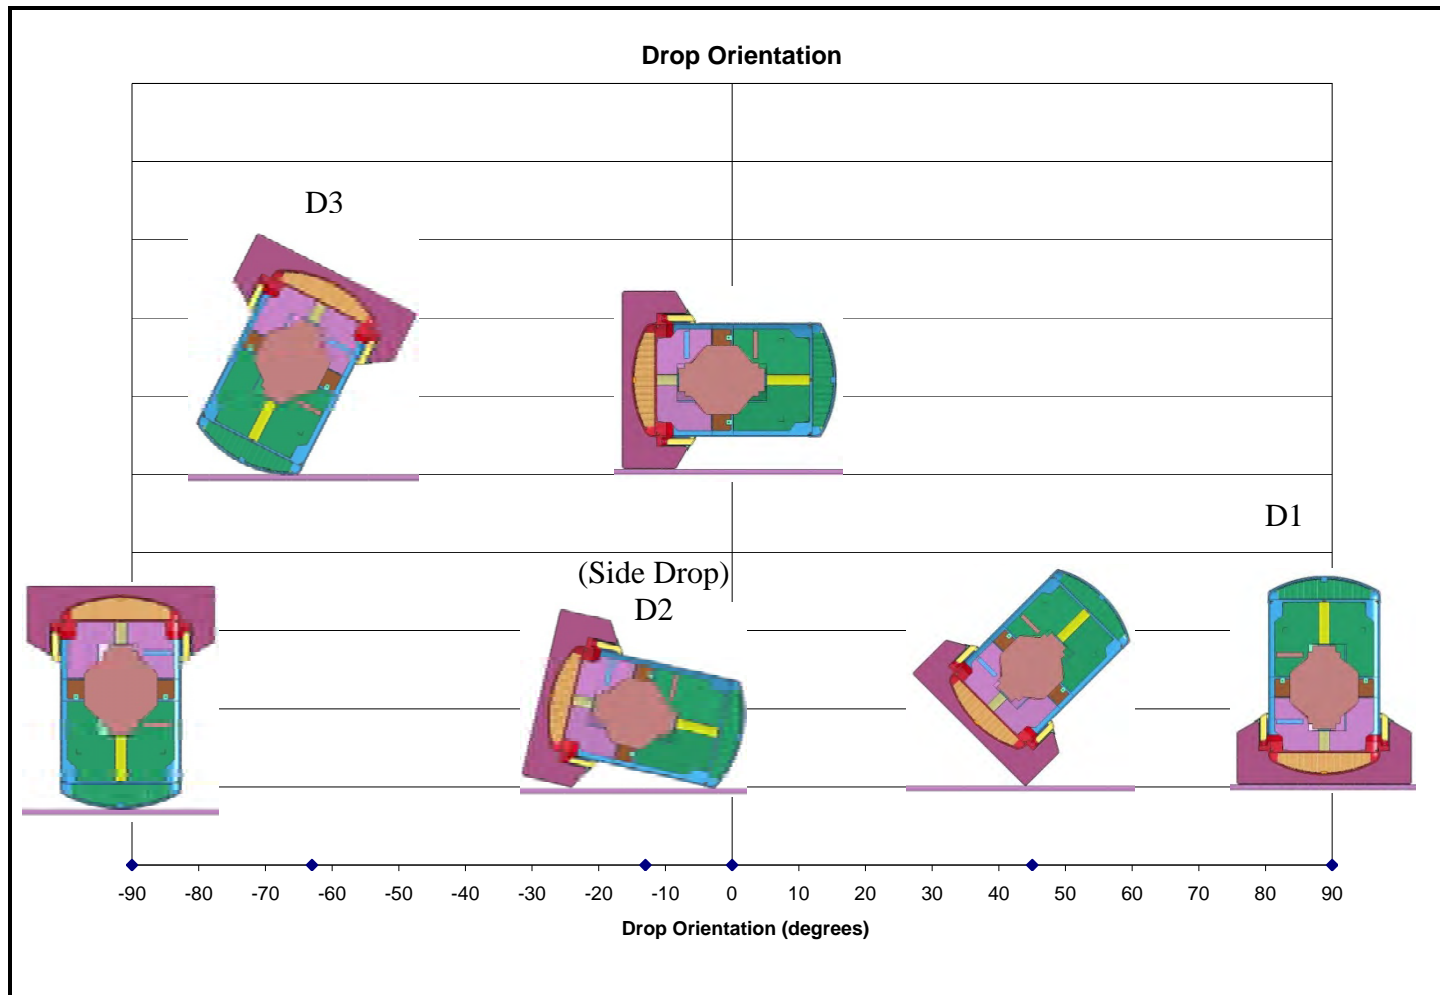 Drop Orientation
D3
D1
(Side Drop)
D2
-90 -80 -70 -60 -50 -40 -30 -20 -10 0 10 20 30 40 50 60 70 80 90
Drop Orientation (degrees)